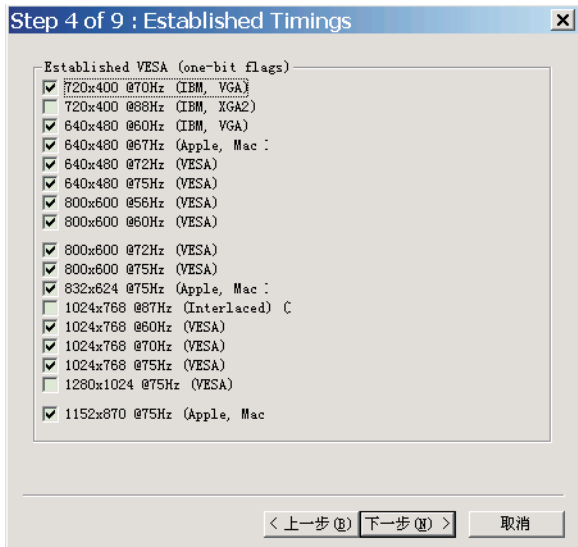 Step 4 of 9 : Established Timings
Established VESA (one-bit flags)
720x400 @70Hz (IBM, VGA)
720x400 @88Hz (IBM, XGA2)
640x480 @60Hz (IBM, VGA)
640x480 @67Hz (Apple, Mac
640x480 @72Hz (VESA)
640x480 @75Hz (VESA)
800x600 @56Hz (VESA)
800x600 @60Hz (VESA)
800x600 @72Hz (VESA)
800x600 @75Hz (VESA)
832x624 @75Hz (Apple, Mac
1024x768 @87Hz (Interlaced) (
1024x768 @60Hz (VESA)
1024x768 @70Hz (VESA)
1024x768 @75Hz (VESA)
1280x1024 @75Hz (VESA)
1152x870 @75Hz (Apple, Mac
< 上一步(B) 下一步(N) > 取消